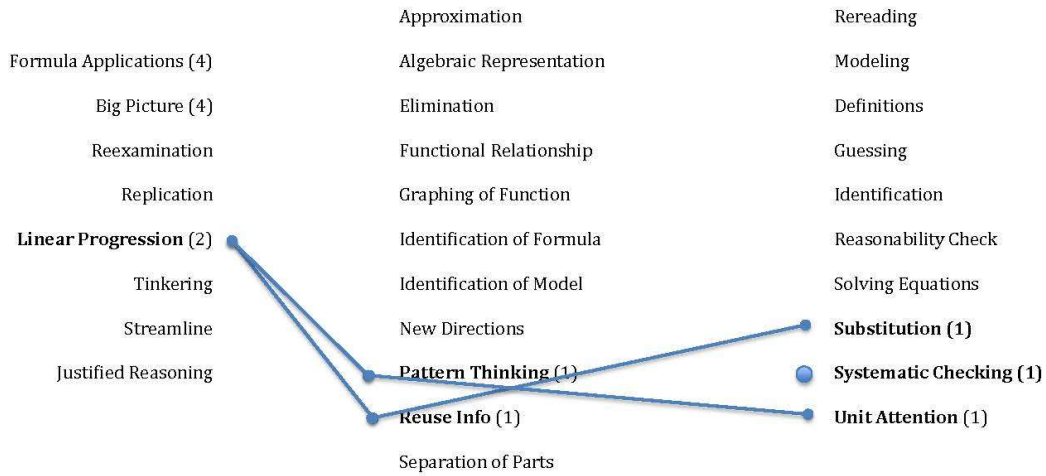 Approximation
Rereading
Formula Applications (4)
Algebraic Representation
Modeling
Big Picture (4)
Elimination
Definitions
Reexamination
Functional Relationship
Guessing
Replication
Graphing of Function
Identification
Linear Progression (2)
Identification of Formula
Reasonability Check
Tinkering
Identification of Model
Solving Equations
Streamline
New Directions
Substitution (1)
Justified Reasoning
Pattern Thinking (1)
Systematic Checking (1)
Reuse Info (1)
Unit Attention (1)
Separation of Parts